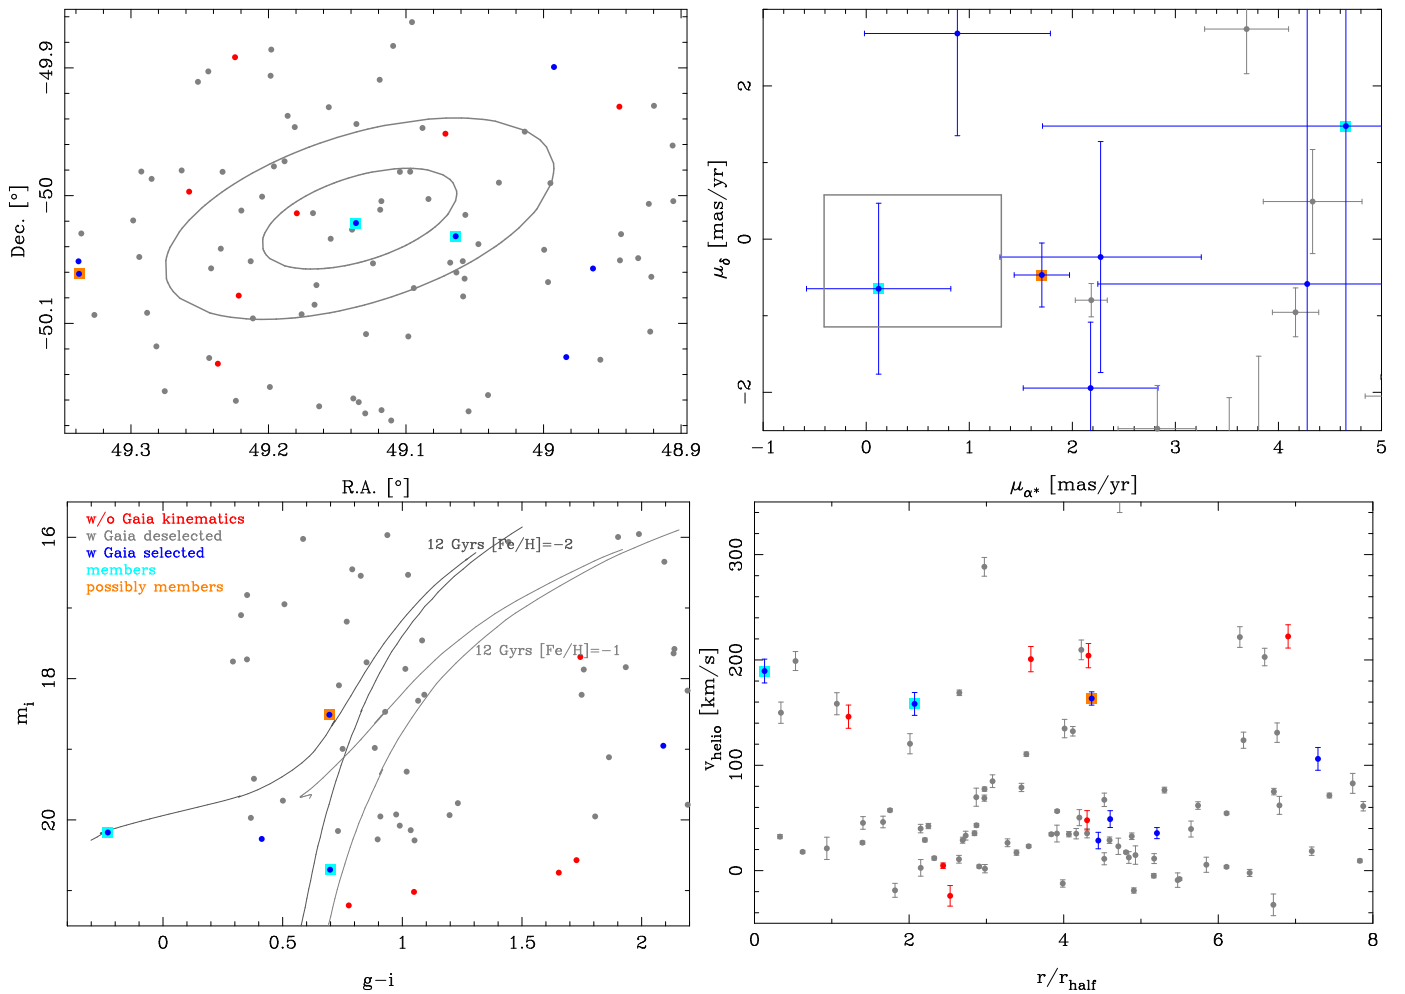 −49.9
−50
−50.1
Dec. [°]
49.3
49.2
49.1
49
48.9
R.A. [°]
2
0
−2
μδ [mas/yr]
−1
0
1
2
3
4
5
μα* [mas/yr]
w/o Gaia kinematics
w Gaia deselected
w Gaia selected
members
possibly members
12 Gyrs [Fe/H]=−2
12 Gyrs [Fe/H]=−1
16
18
20
mi
0
0.5
1
1.5
2
g−i
300
200
100
0
vhelio [km/s]
0
2
4
6
8
r/rhalf